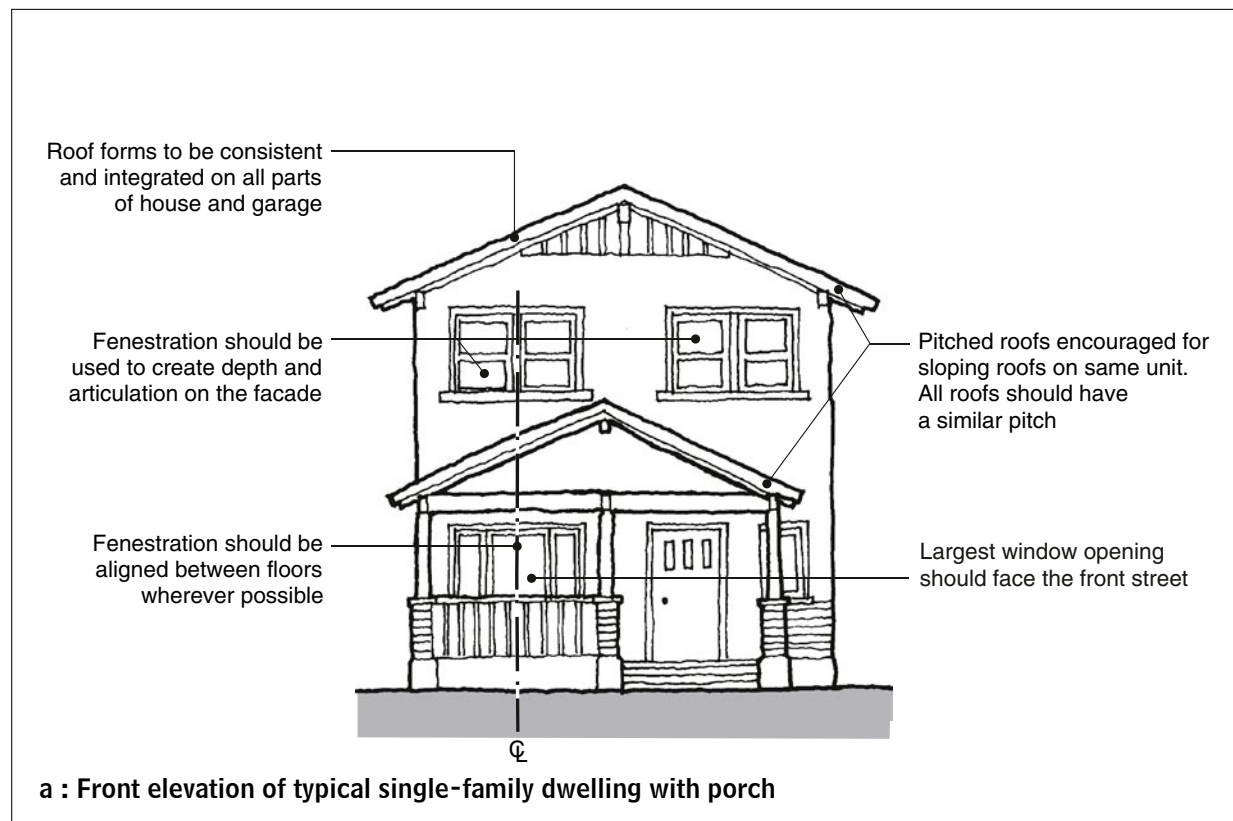 Roof forms to be consistent
and integrated on all parts
of house and garage
Fenestration should be
used to create depth and
articulation on the facade
Pitched roofs encouraged for
sloping roofs on same unit.
All roofs should have
a similar pitch
Fenestration should be
aligned between floors
wherever possible
Largest window opening
should face the front street
℄
a : Front elevation of typical single-family dwelling with porch